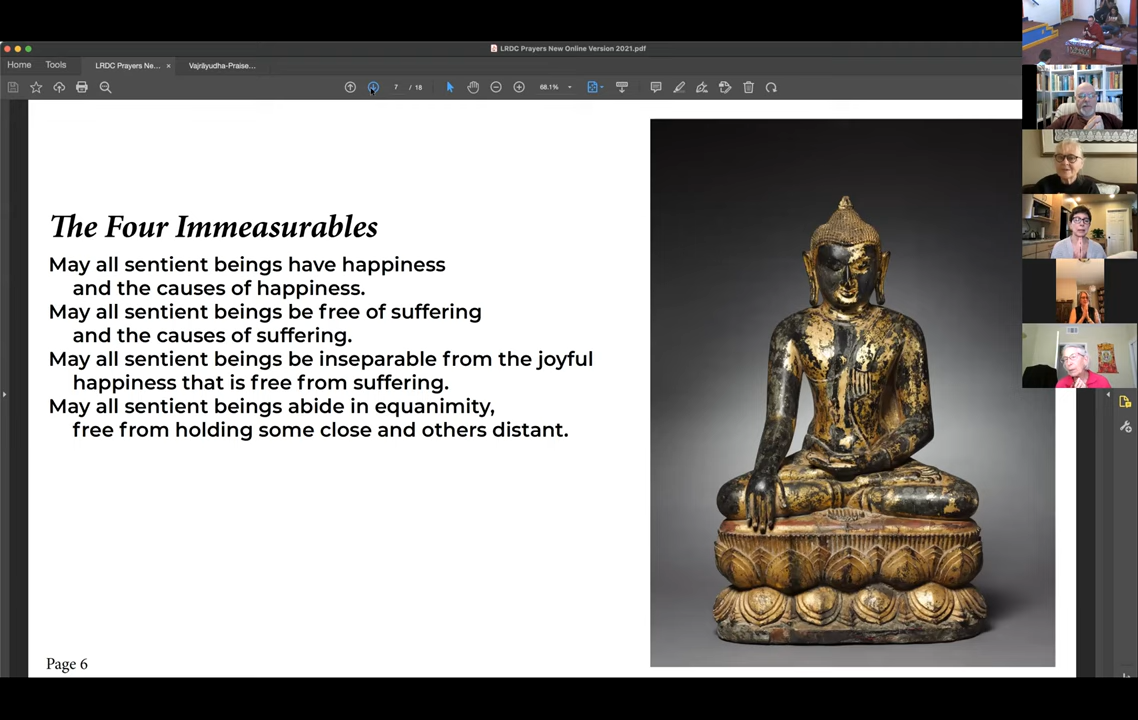 LRDC Prayers New Online Version 2021.pdf
Home
Tools
LRDC Prayers Ne... ×
Vajrāyudha-Praise...
7 / 18
68.1%
The Four Immeasurables
May all sentient beings have happiness
and the causes of happiness.
May all sentient beings be free of suffering
and the causes of suffering.
May all sentient beings be inseparable from the joyful
happiness that is free from suffering.
May all sentient beings abide in equanimity,
free from holding some close and others distant.
Page 6